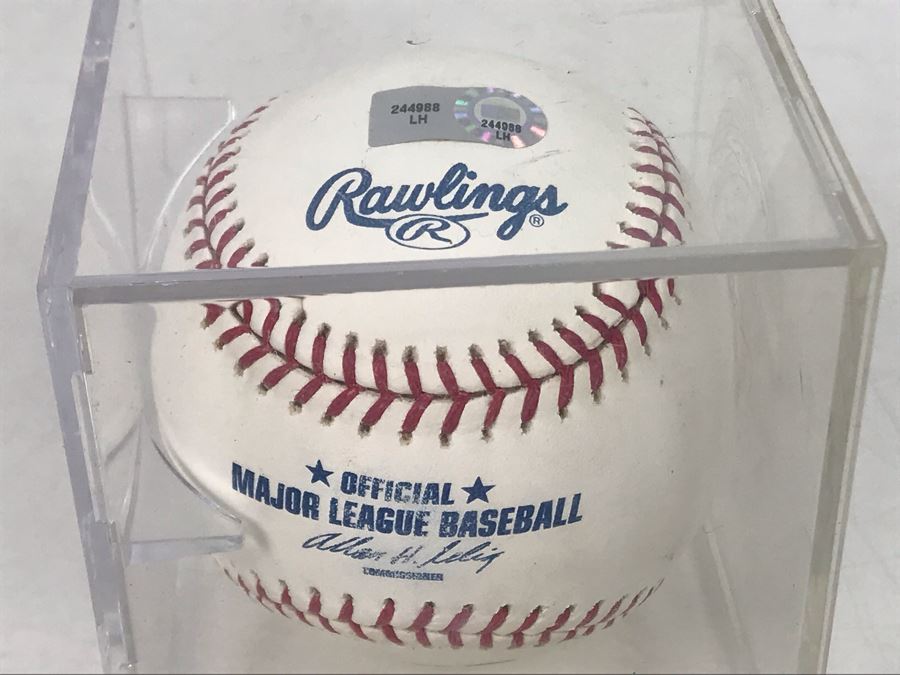 244988
LH
244988
LH
Rawlings®
R
★ OFFICIAL ★
MAJOR LEAGUE BASEBALL
Allan H. Selig
COMMISSIONER